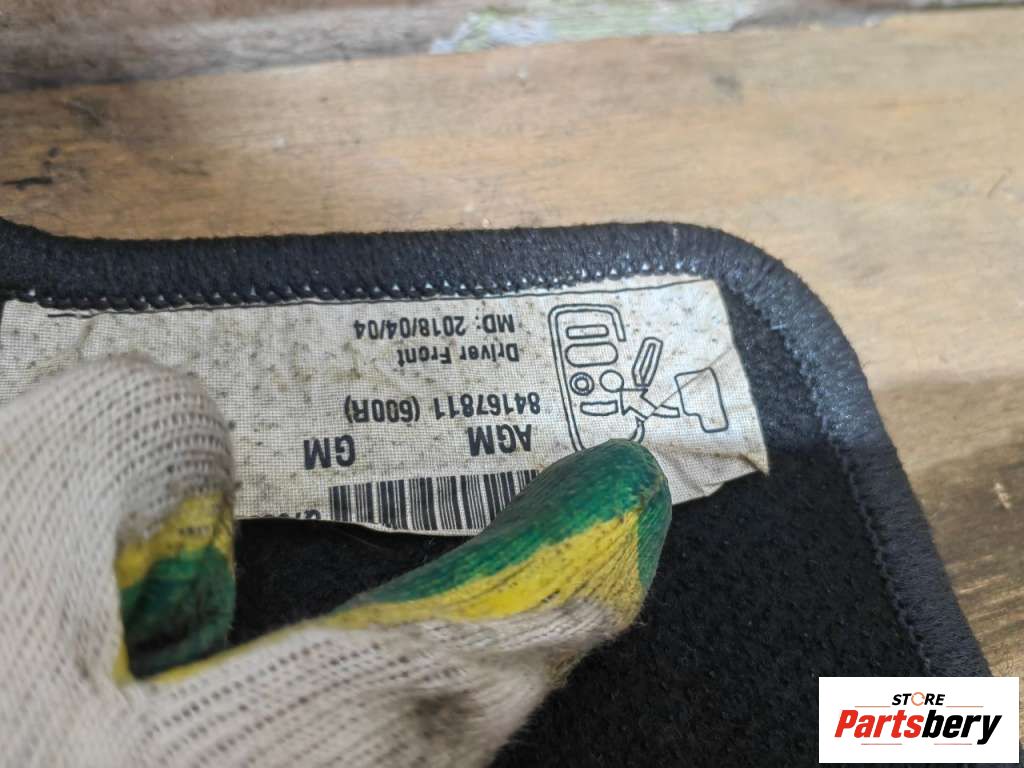 MD: 2018/04/04
Driver Front
84167811 (600R)
AGM GM
STORE
Partsbery